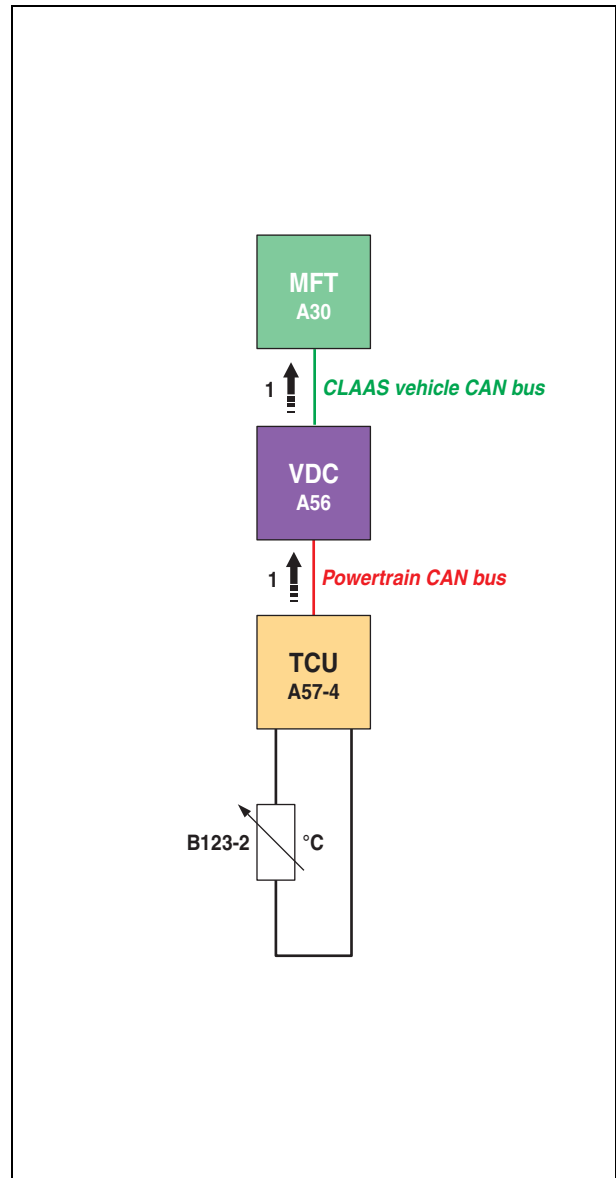 MFT
A30
1
CLAAS vehicle CAN bus
VDC
A56
1
Powertrain CAN bus
TCU
A57-4
B123-2
°C